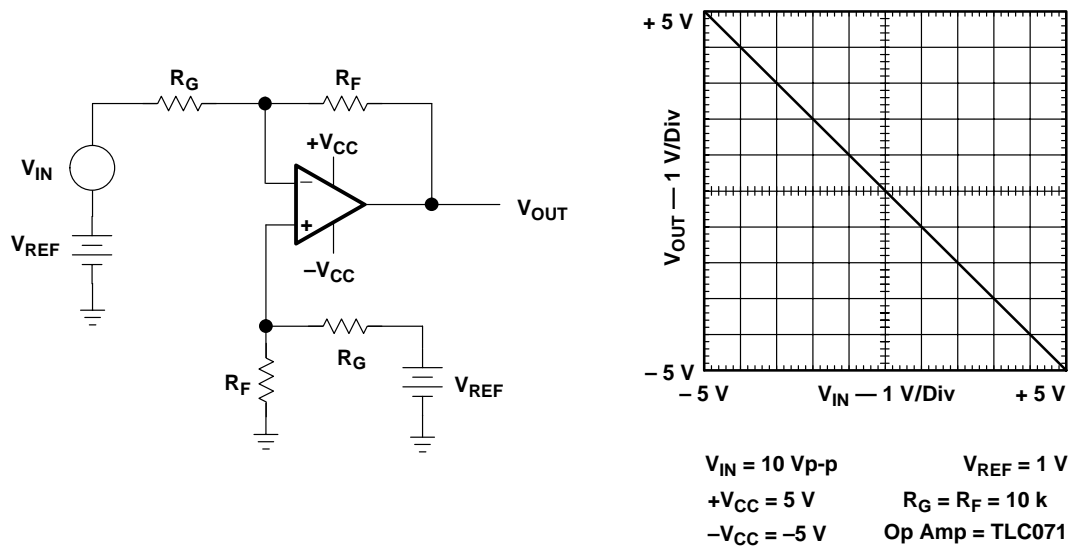 R_G
R_F
V_IN
V_REF
+V_CC
−
+
–V_CC
V_OUT
R_F
R_G
V_REF
+ 5 V
V_OUT — 1 V/Div
– 5 V
– 5 V
V_IN — 1 V/Div
+ 5 V
V_IN = 10 Vp-p
V_REF = 1 V
+V_CC = 5 V
R_G = R_F = 10 k
–V_CC = –5 V
Op Amp = TLC071